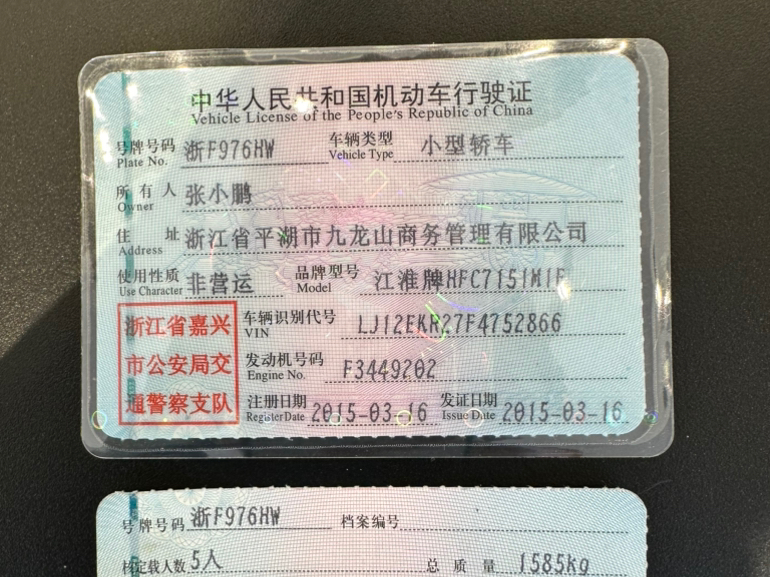 中华人民共和国机动车行驶证
Vehicle License of the People's Republic of China
号牌号码 浙F976HW 车辆类型 小型轿车
Plate No. Vehicle Type
所有人 张小鹏
Owner
住址 浙江省平湖市九龙山商务管理有限公司
Address
使用性质 非营运 品牌型号 江淮牌HFC7151M1F
Use Character Model
浙江省嘉兴
市公安局交
通警察支队
车辆识别代号 LJ12EKR27F4752866
VIN
发动机号码 F3449202
Engine No.
注册日期 2015-03-16 发证日期 2015-03-16
Register Date Issue Date
号牌号码 浙F976HW 档案编号
核定载人数 5人 总质量 1585kg